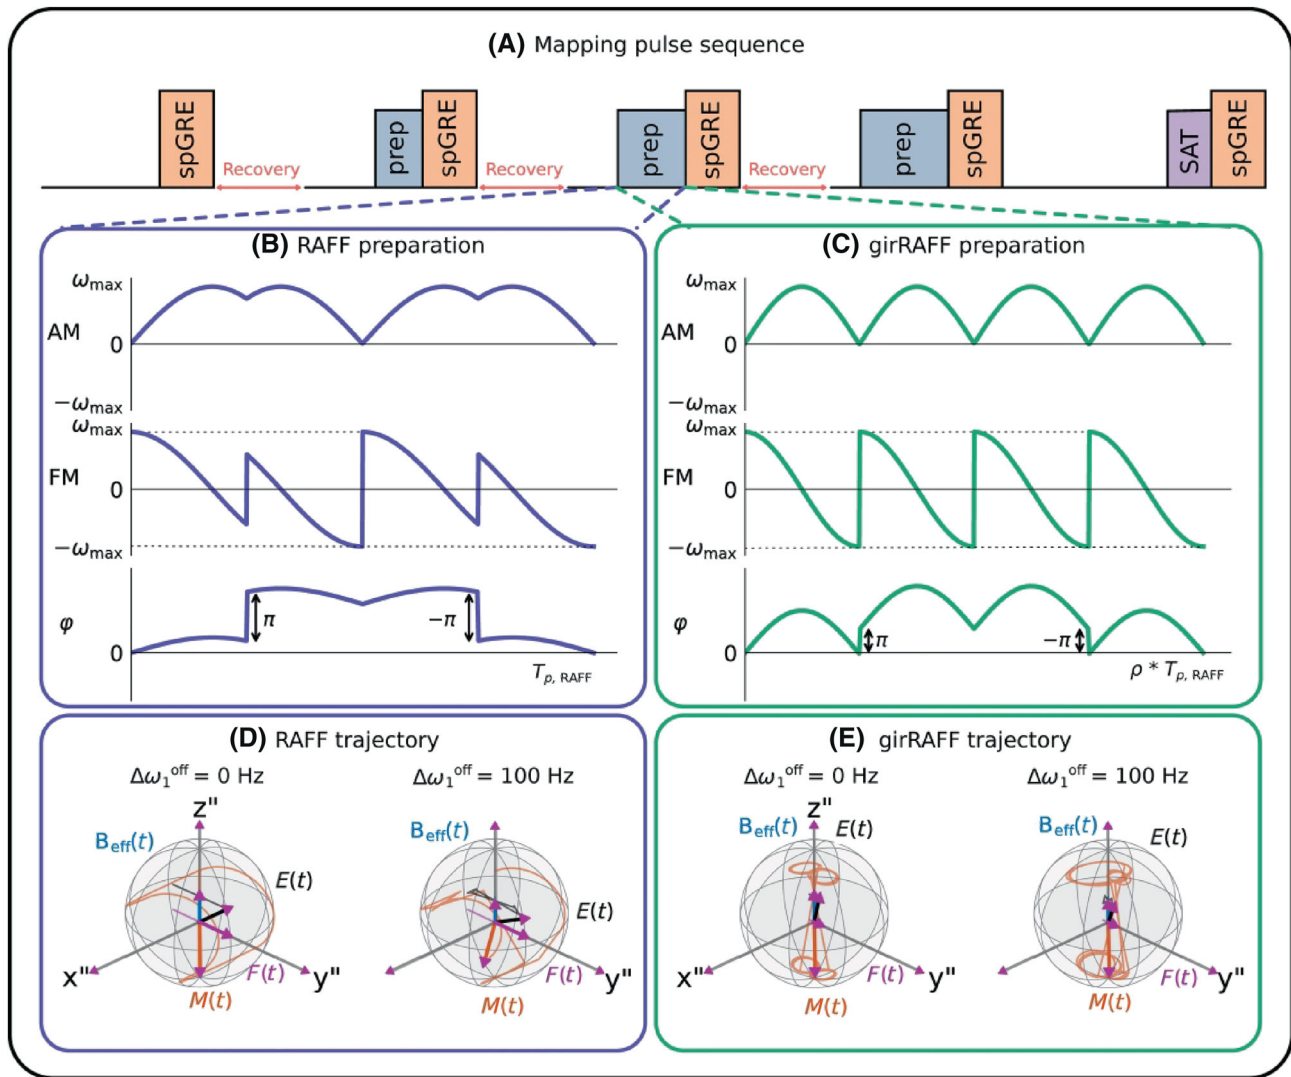 (A) Mapping pulse sequence
spGRE
Recovery
prep
spGRE
Recovery
prep
spGRE
Recovery
prep
spGRE
SAT
spGRE
(B) RAFF preparation
ωmax
AM
0
−ωmax
ωmax
FM
0
−ωmax
φ
π
−π
0
Tp, RAFF
(C) girRAFF preparation
ωmax
AM
0
−ωmax
ωmax
FM
0
−ωmax
φ
π
−π
0
ρ * Tp, RAFF
(D) RAFF trajectory
Δω₁ᵒᶠᶠ = 0 Hz
z"
Beff(t)
E(t)
x"
F(t)
y"
M(t)
Δω₁ᵒᶠᶠ = 100 Hz
Beff(t)
E(t)
F(t)
y"
M(t)
(E) girRAFF trajectory
Δω₁ᵒᶠᶠ = 0 Hz
z"
Beff(t)
E(t)
x"
y"
M(t)
Δω₁ᵒᶠᶠ = 100 Hz
Beff(t)
E(t)
F(t)
y"
M(t)